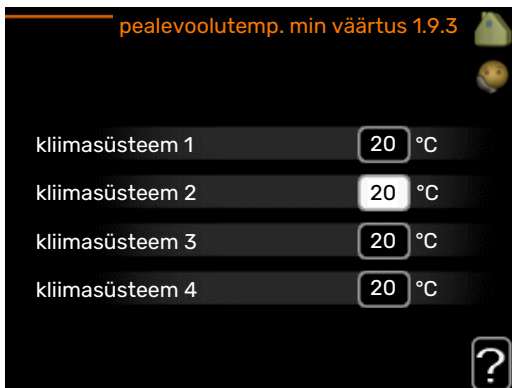 pealevoolutemp. min väärtus 1.9.3
kliimasüsteem 1 20 °C
kliimasüsteem 2 20 °C
kliimasüsteem 3 20 °C
kliimasüsteem 4 20 °C
?